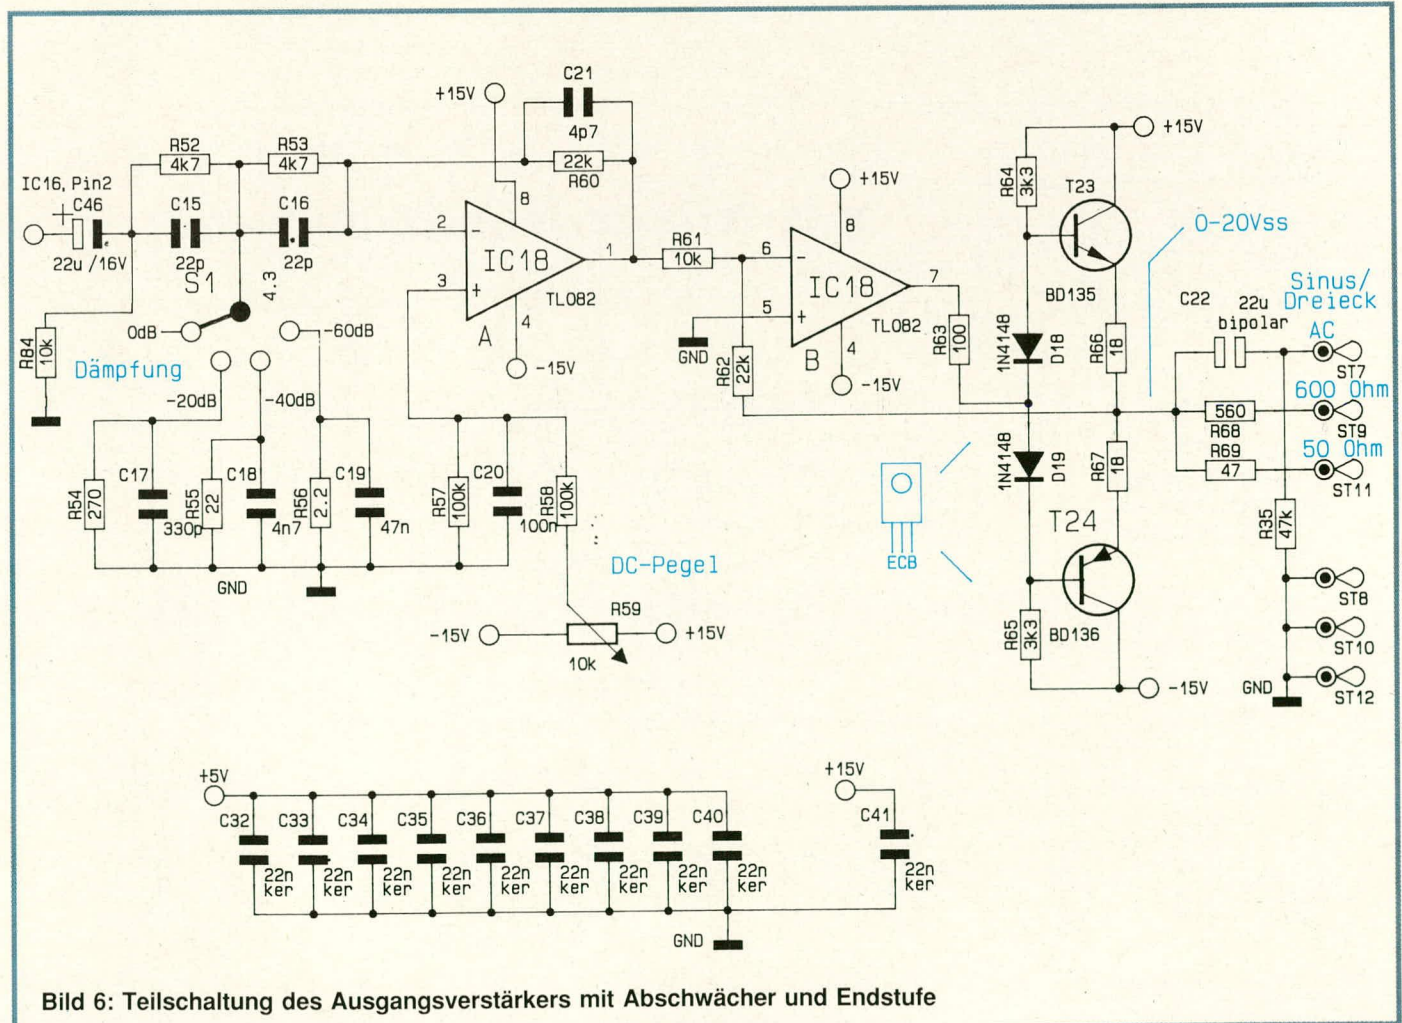 C21
+15V
4p7
R52
4k7
R53
4k7
22k
R60
IC16, Pin2
+
C46
22u /16V
C15
22p
C16
22p
S1
4.3
0dB
-60dB
Dämpfung
-20dB
-40dB
R84
10k
8
2
-
IC18
1
3
+
TL082
A
4
-15V
R61
10k
+15V
8
6
-
IC18
7
5
+
TL082
GND
B
4
-15V
R62
22k
R63
100
+15V
R64
3k3
T23
BD135
1N4148
D18
R66
18
0-20Vss
C22
22u
bipolar
Sinus/
Dreieck
AC
ST7
600 Ohm
560
R68
ST9
50 Ohm
R69
47
ST11
1N4148
D19
R67
18
T24
BD136
R65
3k3
-15V
R35
47k
ST8
ST10
GND
ST12
ECB
R54
270
C17
330p
R55
22
C18
4n7
R56
2.2
C19
47n
R57
100k
C20
100n
R58
100k
GND
DC-Pegel
R59
-15V
+15V
10k
+5V
+15V
C32
C33
C34
C35
C36
C37
C38
C39
C40
C41
22n
ker
22n
ker
22n
ker
22n
ker
22n
ker
22n
ker
22n
ker
22n
ker
22n
ker
22n
ker
GND
Bild 6: Teilschaltung des Ausgangsverstärkers mit Abschwächer und Endstufe